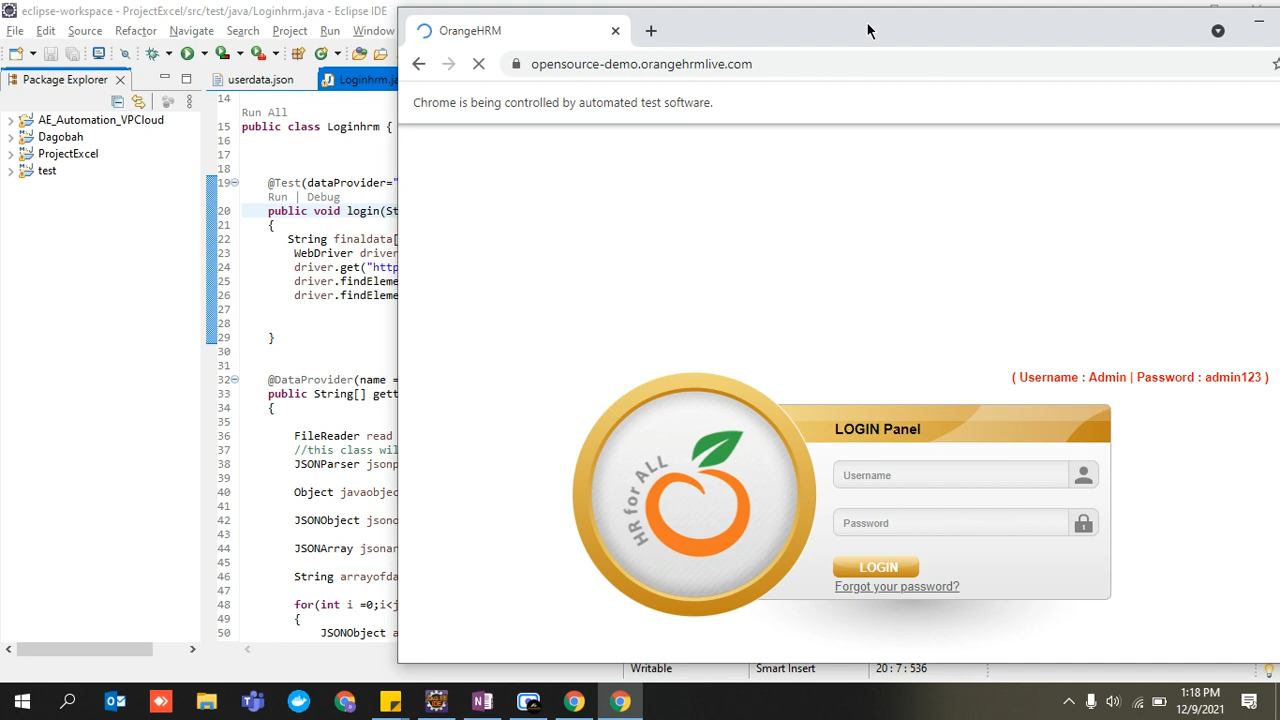 eclipse-workspace - ProjectExcel/src/test/java/Loginhrm.java - Eclipse IDE
File Edit Source Refactor Navigate Search Project Run Window
Package Explorer
userdata.json
Loginhrm.ja
AE_Automation_VPCloud
Dagobah
ProjectExcel
test
14
Run All
15 public class Loginhrm {
16
17
18
19 @Test(dataProvider="
Run | Debug
20 public void login(St
21 {
22 String finaldata[
23 WebDriver driver
24 driver.get("http
25 driver.findEleme
26 driver.findEleme
27
28
29 }
30
31
32 @DataProvider(name =
33 public String[] gett
34 {
35
36 FileReader read
37 //this class wil
38 JSONParser jsonp
39
40 Object javaobjec
41
42 JSONObject jsono
43
44 JSONArray jsonar
45
46 String arrayofda
47
48 for(int i =0;i<j
49 {
50 JSONObject a
OrangeHRM
opensource-demo.orangehrmlive.com
Chrome is being controlled by automated test software.
( Username : Admin | Password : admin123 )
HR for ALL
LOGIN Panel
Username
Password
LOGIN
Forgot your password?
Writable
Smart Insert
20 : 7 : 536
1:18 PM
12/9/2021